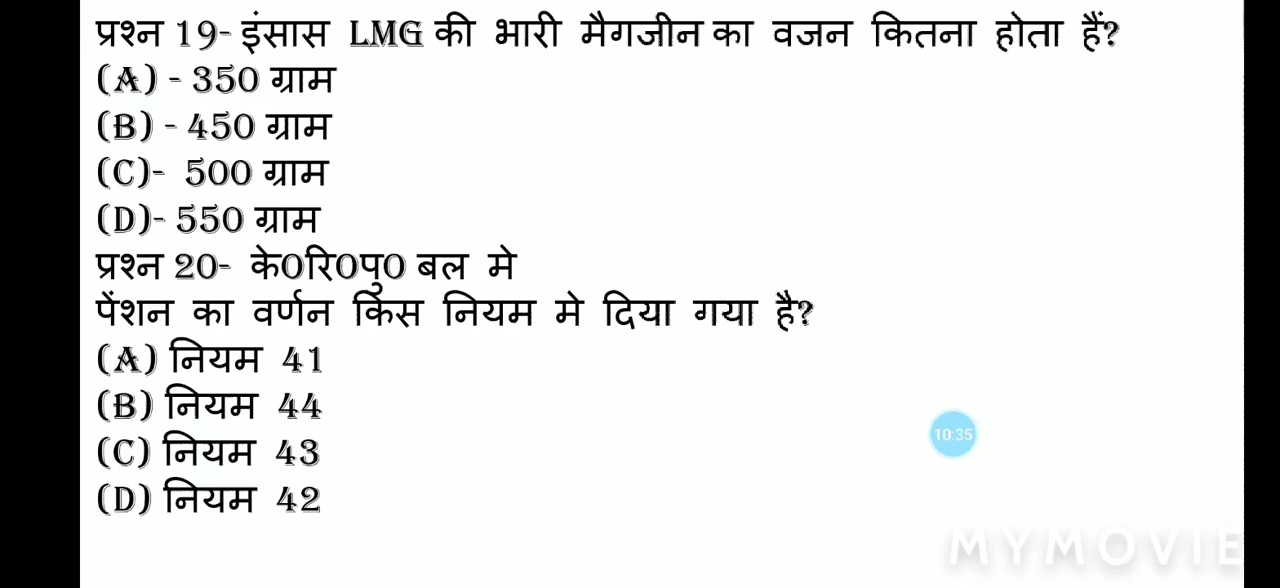 प्रश्न 19- इंसास LMG की भारी मैगजीन का वजन कितना होता हैं?
(A) - 350 ग्राम
(B) - 450 ग्राम
(C)- 500 ग्राम
(D)- 550 ग्राम
प्रश्न 20- के0रि0पु0 बल मे
पेंशन का वर्णन किस नियम मे दिया गया है?
(A) नियम 41
(B) नियम 44
(C) नियम 43
(D) नियम 42
10:35
MYMOVIE